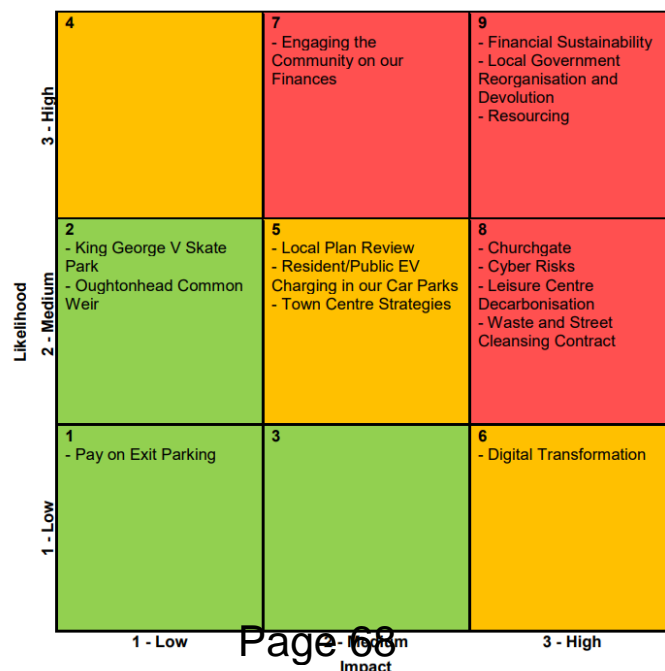 4
7
- Engaging the
Community on our
Finances
9
- Financial Sustainability
- Local Government
Reorganisation and
Devolution
- Resourcing
3 - High
2
- King George V Skate
Park
- Oughtonhead Common
Weir
5
- Local Plan Review
- Resident/Public EV
Charging in our Car Parks
- Town Centre Strategies
8
- Churchgate
- Cyber Risks
- Leisure Centre
Decarbonisation
- Waste and Street
Cleansing Contract
Likelihood
2 - Medium
1
- Pay on Exit Parking
3
6
- Digital Transformation
1 - Low
1 - Low
2 - Medium
3 - High
Page 68
Impact